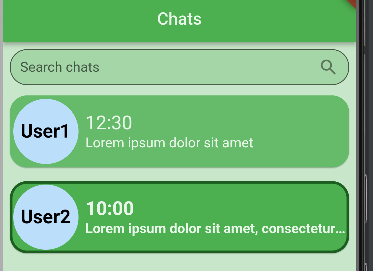 Chats
Search chats
User1
12:30
Lorem ipsum dolor sit amet
User2
10:00
Lorem ipsum dolor sit amet, consectetur...